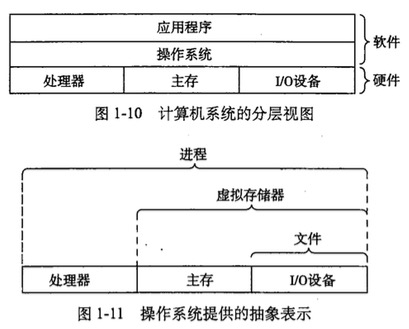 应用程序
操作系统
软件
处理器 主存 I/O设备
硬件
图 1-10 计算机系统的分层视图
进程
虚拟存储器
文件
处理器 主存 I/O设备
图 1-11 操作系统提供的抽象表示